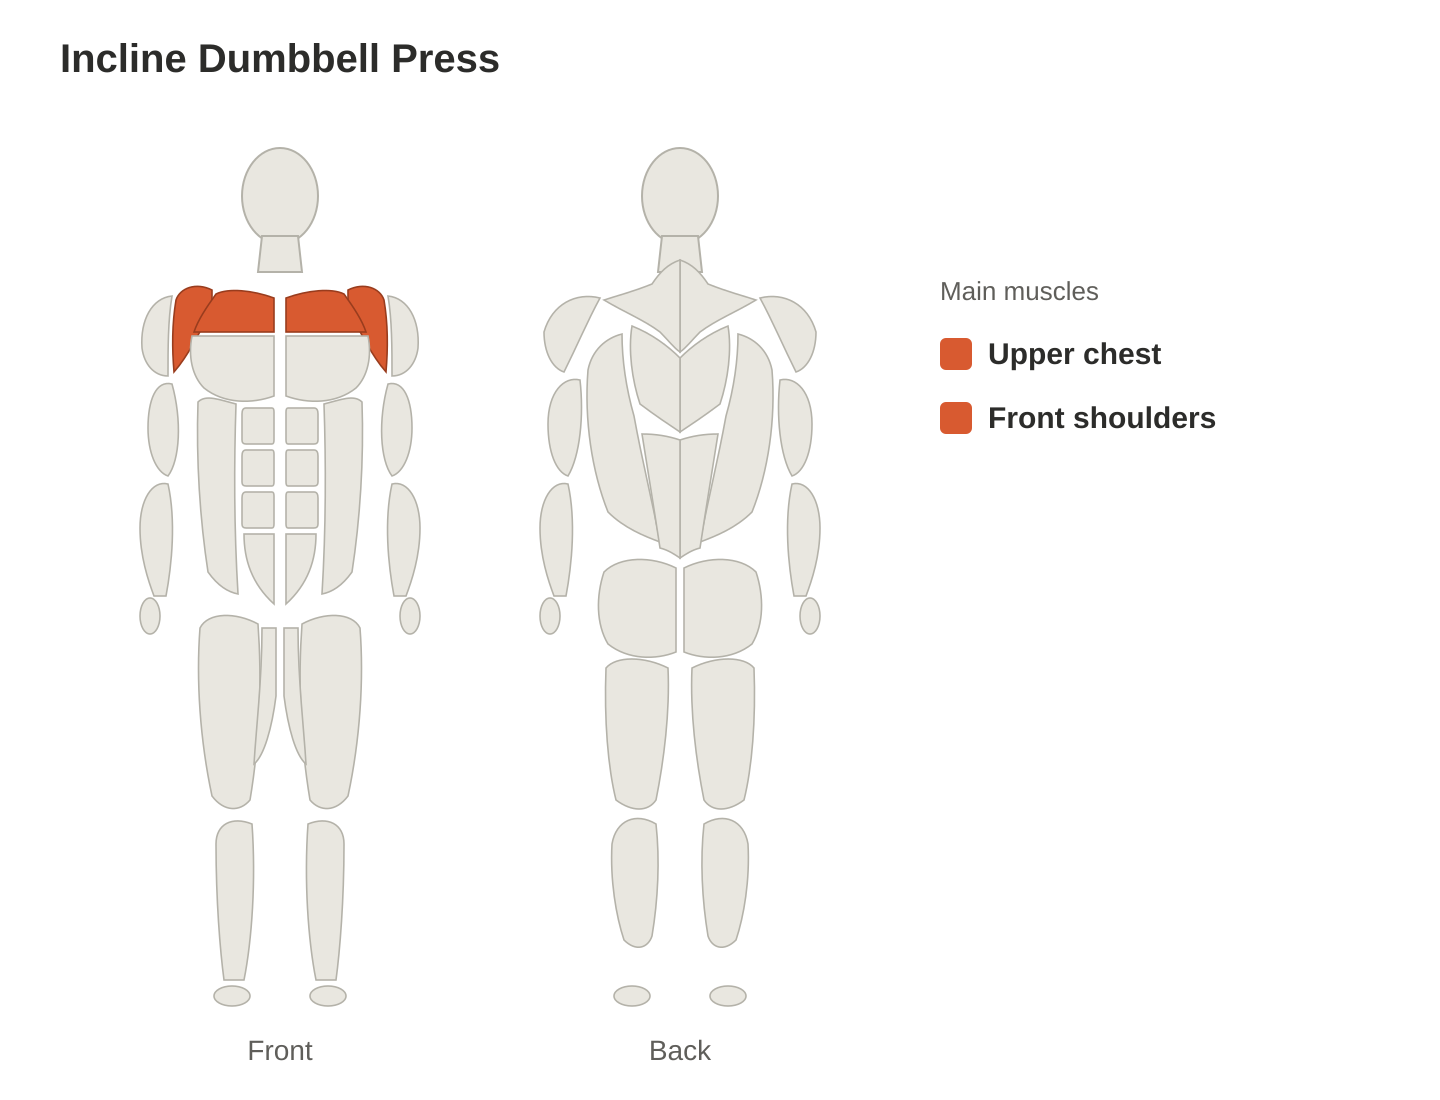 Incline Dumbbell Press
Main muscles
Upper chest
Front shoulders
Front
Back